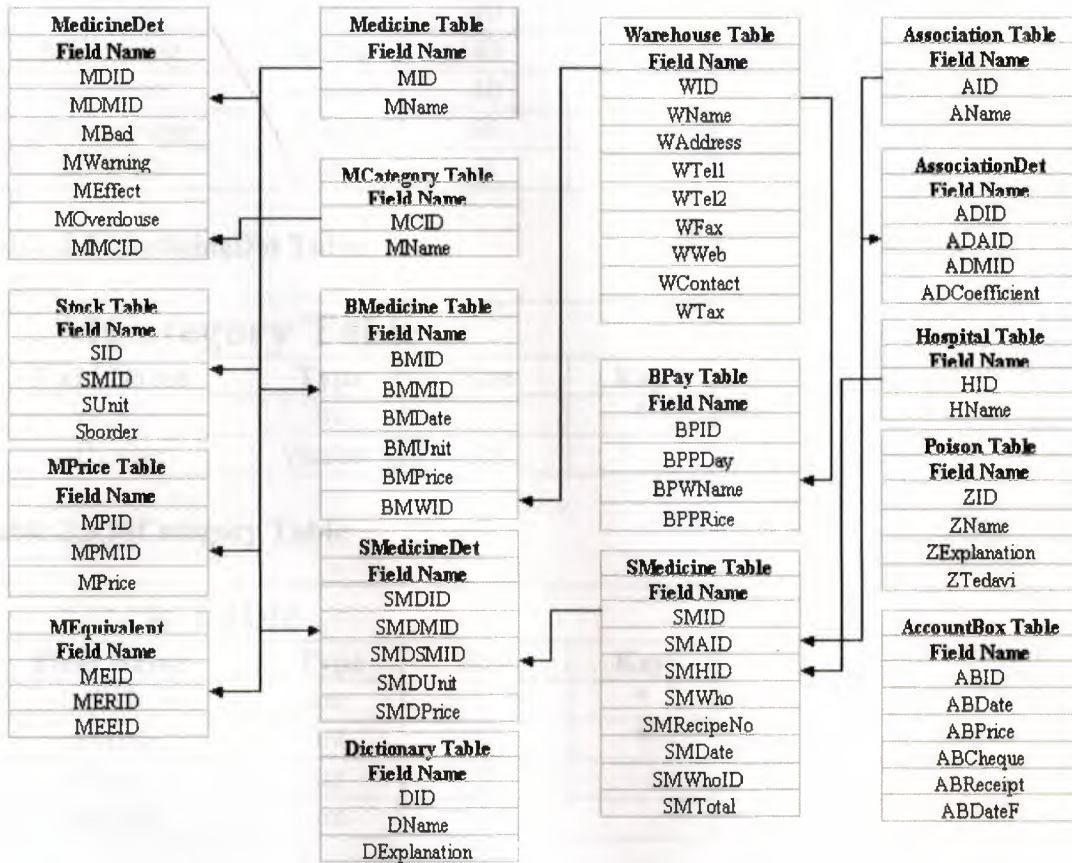 MedicineDet
Field Name
MDID
MDMID
MBad
MWarning
MEffect
MOverdouse
MMCID
Stock Table
Field Name
SID
SMID
SUnit
Sborder
MPrice Table
Field Name
MPID
MPMID
MPrice
MEquivalent
Field Name
MEID
MERID
MEEID
Medicine Table
Field Name
MID
MName
MCategory Table
Field Name
MCID
MName
BMedicine Table
Field Name
BMID
BMMID
BMDate
BMUnit
BMPrice
BMWID
SMedicineDet
Field Name
SMDID
SMDMID
SMDSMID
SMDUnit
SMDPrice
Dictionary Table
Field Name
DID
DName
DExplanation
Warehouse Table
Field Name
WID
WName
WAddress
WTel1
WTel2
WFax
WWeb
WContact
WTax
BPay Table
Field Name
BPID
BPPDay
BPWName
BPPRice
SMedicine Table
Field Name
SMID
SMAID
SMHID
SMWho
SMRecipeNo
SMDate
SMWhoID
SMTotal
Association Table
Field Name
AID
AName
AssociationDet
Field Name
ADID
ADAID
ADMID
ADCoefficient
Hospital Table
Field Name
HID
HName
Poison Table
Field Name
ZID
ZName
ZExplanation
ZTedavi
AccountBox Table
Field Name
ABID
ABDate
ABPrice
ABCheque
ABReceipt
ABDateF